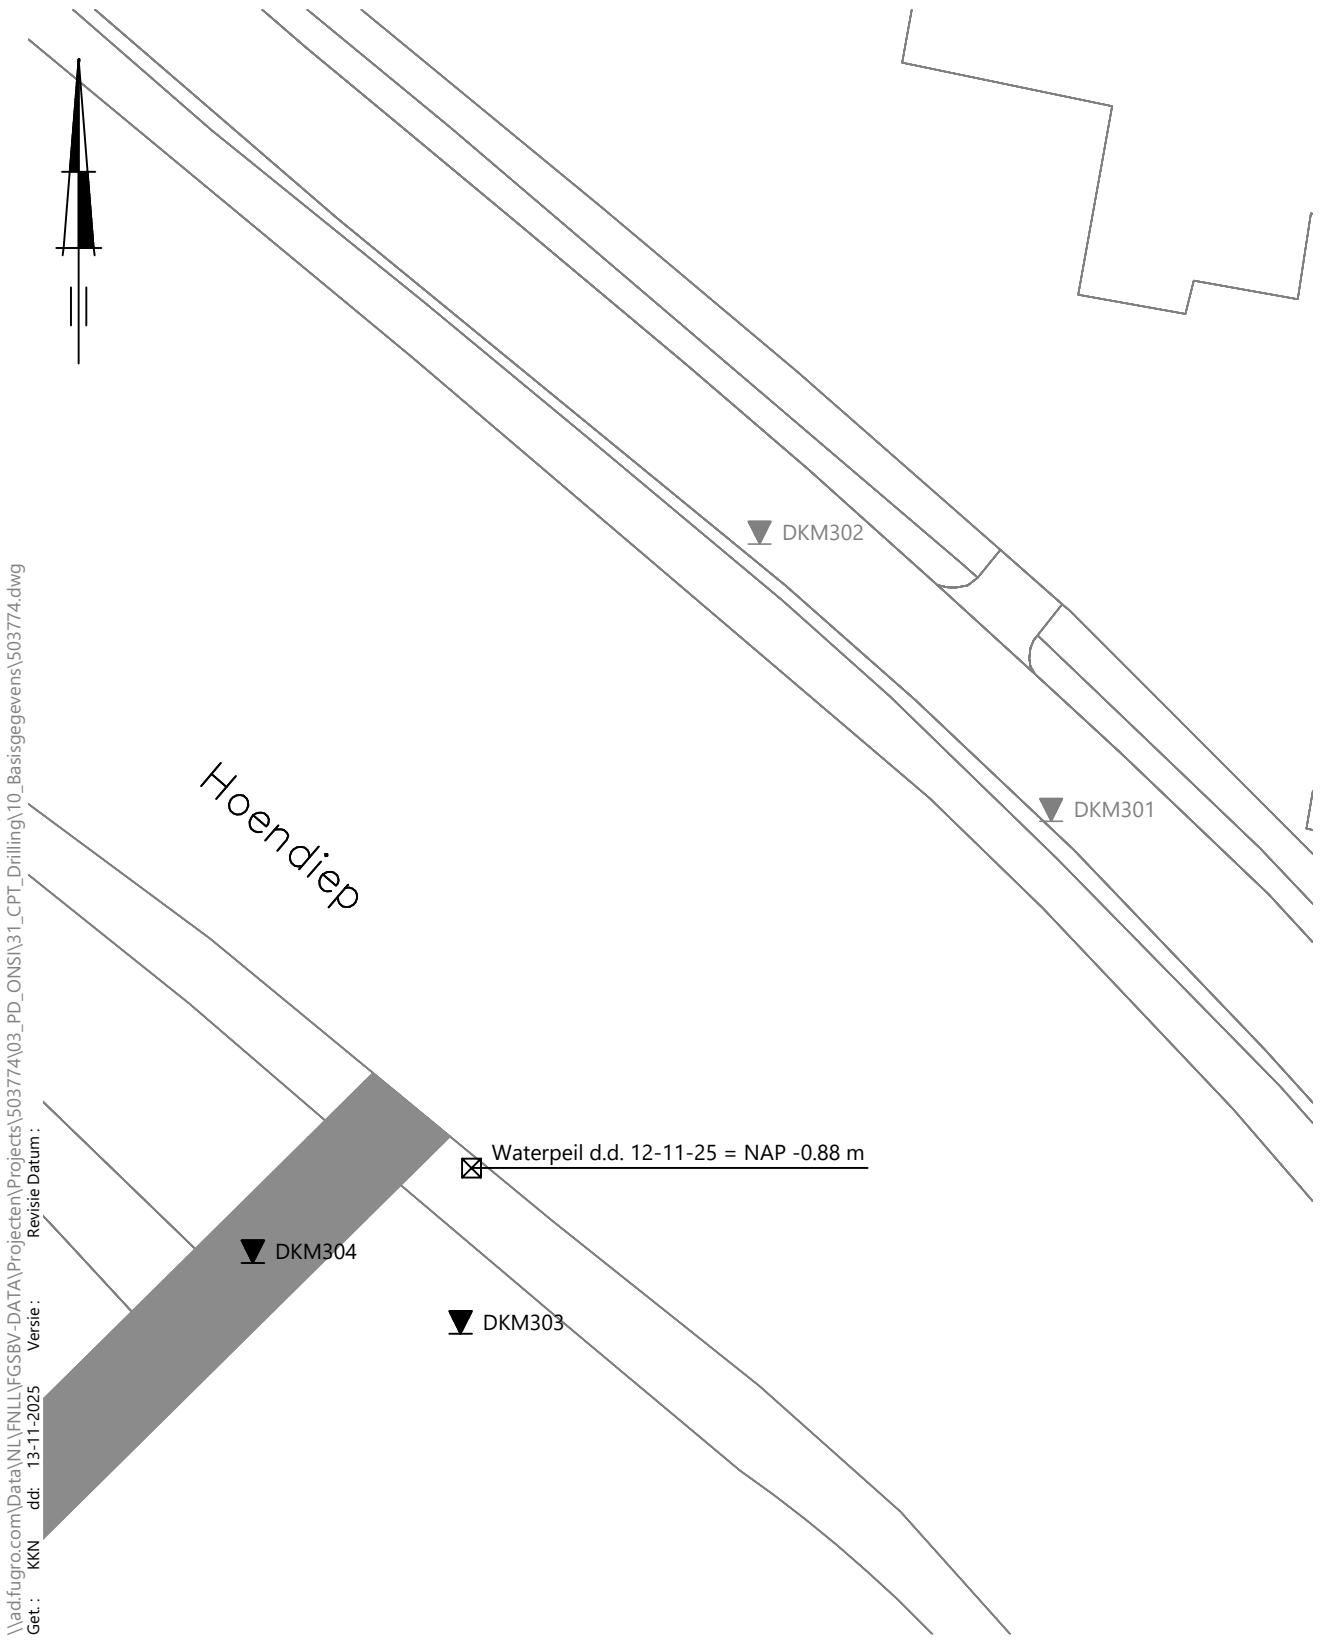 DKM302
DKM301
Hoendiep
Waterpeil d.d. 12-11-25 = NAP -0.88 m
DKM304
DKM303
\\ad.fugro.com\Data\NL\FNLL\FGSBV-DATA\Projecten\Projects\503774\03_PD_ONSI\31_CPT_Drilling\10_Basisgegevens\503774.dwg
Get. : KKN dd: 13-11-2025 Versie : Revisie Datum :